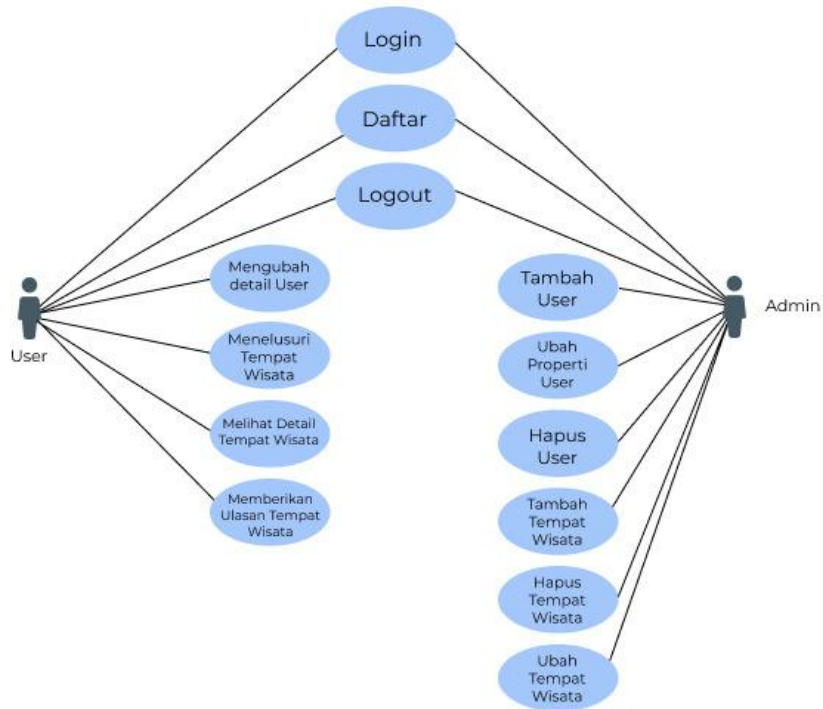 Login
Daftar
Logout
Mengubah
detail User
Menelusuri
Tempat
Wisata
Melihat Detail
Tempat Wisata
Memberikan
Ulasan Tempat
Wisata
User
Tambah
User
Ubah
Properti
User
Hapus
User
Tambah
Tempat
Wisata
Hapus
Tempat
Wisata
Ubah
Tempat
Wisata
Admin